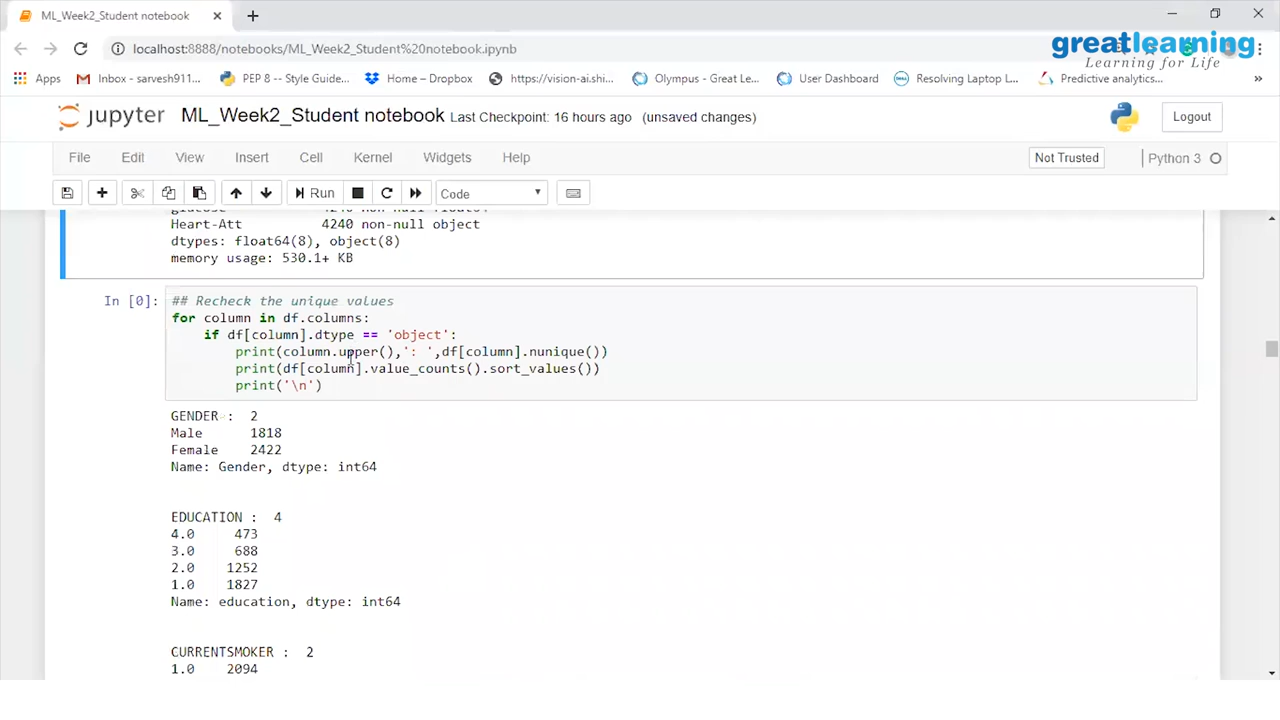 ML_Week2_Student notebook
localhost:8888/notebooks/ML_Week2_Student%20notebook.ipynb
greatlearning
Learning for Life
Apps
Inbox - sarvesh911...
PEP 8 -- Style Guide...
Home – Dropbox
https://vision-ai.shi...
Olympus - Great Le...
User Dashboard
Resolving Laptop L...
Predictive analytics...
»
jupyter ML_Week2_Student notebook Last Checkpoint: 16 hours ago (unsaved changes)
Logout
File Edit View Insert Cell Kernel Widgets Help
Not Trusted
Python 3
Run
Code
Heart-Att 4240 non-null object
dtypes: float64(8), object(8)
memory usage: 530.1+ KB
In [0]:
## Recheck the unique values
for column in df.columns:
if df[column].dtype == 'object':
print(column.upper(),': ',df[column].nunique())
print(df[column].value_counts().sort_values())
print('\n')
GENDER : 2
Male 1818
Female 2422
Name: Gender, dtype: int64
EDUCATION : 4
4.0 473
3.0 688
2.0 1252
1.0 1827
Name: education, dtype: int64
CURRENTSMOKER : 2
1.0 2094